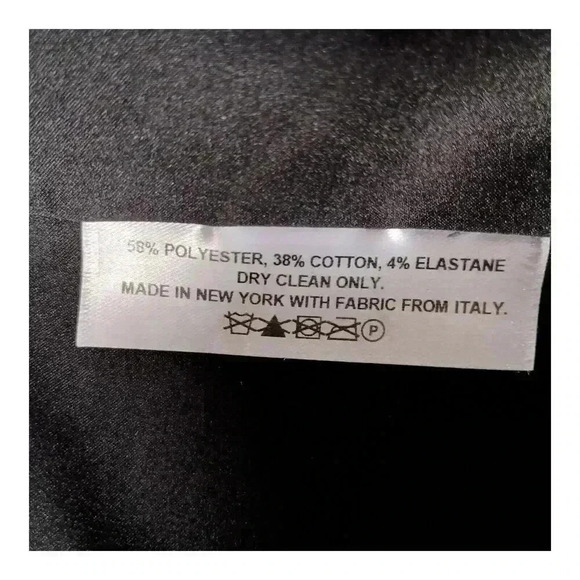 58% POLYESTER, 38% COTTON, 4% ELASTANE
DRY CLEAN ONLY.
MADE IN NEW YORK WITH FABRIC FROM ITALY.
P